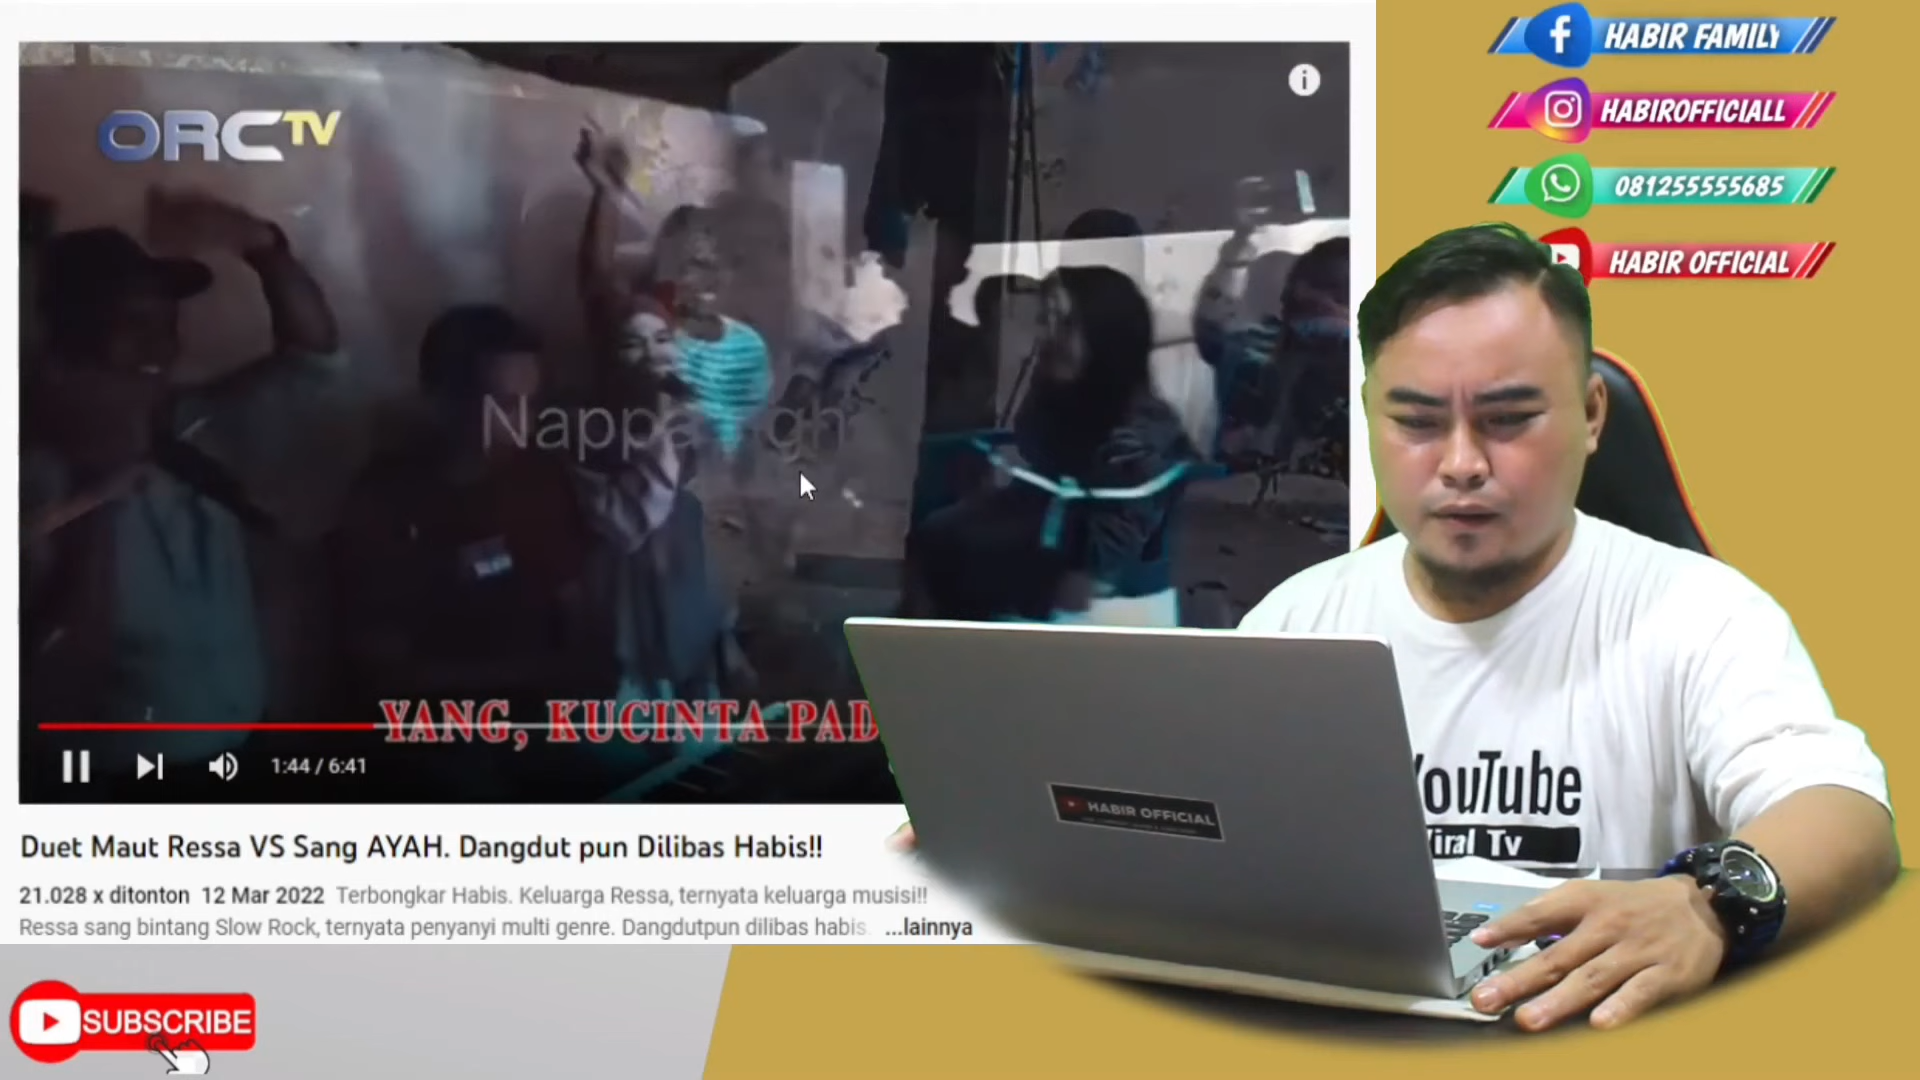 ORCTV
HABIR FAMILY
HABIROFFICIALL
081255555685
HABIR OFFICIAL
YANG, KUCINTA PAD
1:44 / 6:41
HABIR OFFICIAL
YouTube
Viral Tv
Duet Maut Ressa VS Sang AYAH. Dangdut pun Dilibas Habis!!
21.028 x ditonton 12 Mar 2022 Terbongkar Habis. Keluarga Ressa, ternyata keluarga musisi!!
Ressa sang bintang Slow Rock, ternyata penyanyi multi genre. Dangdutpun dilibas habis. ...lainnya
SUBSCRIBE